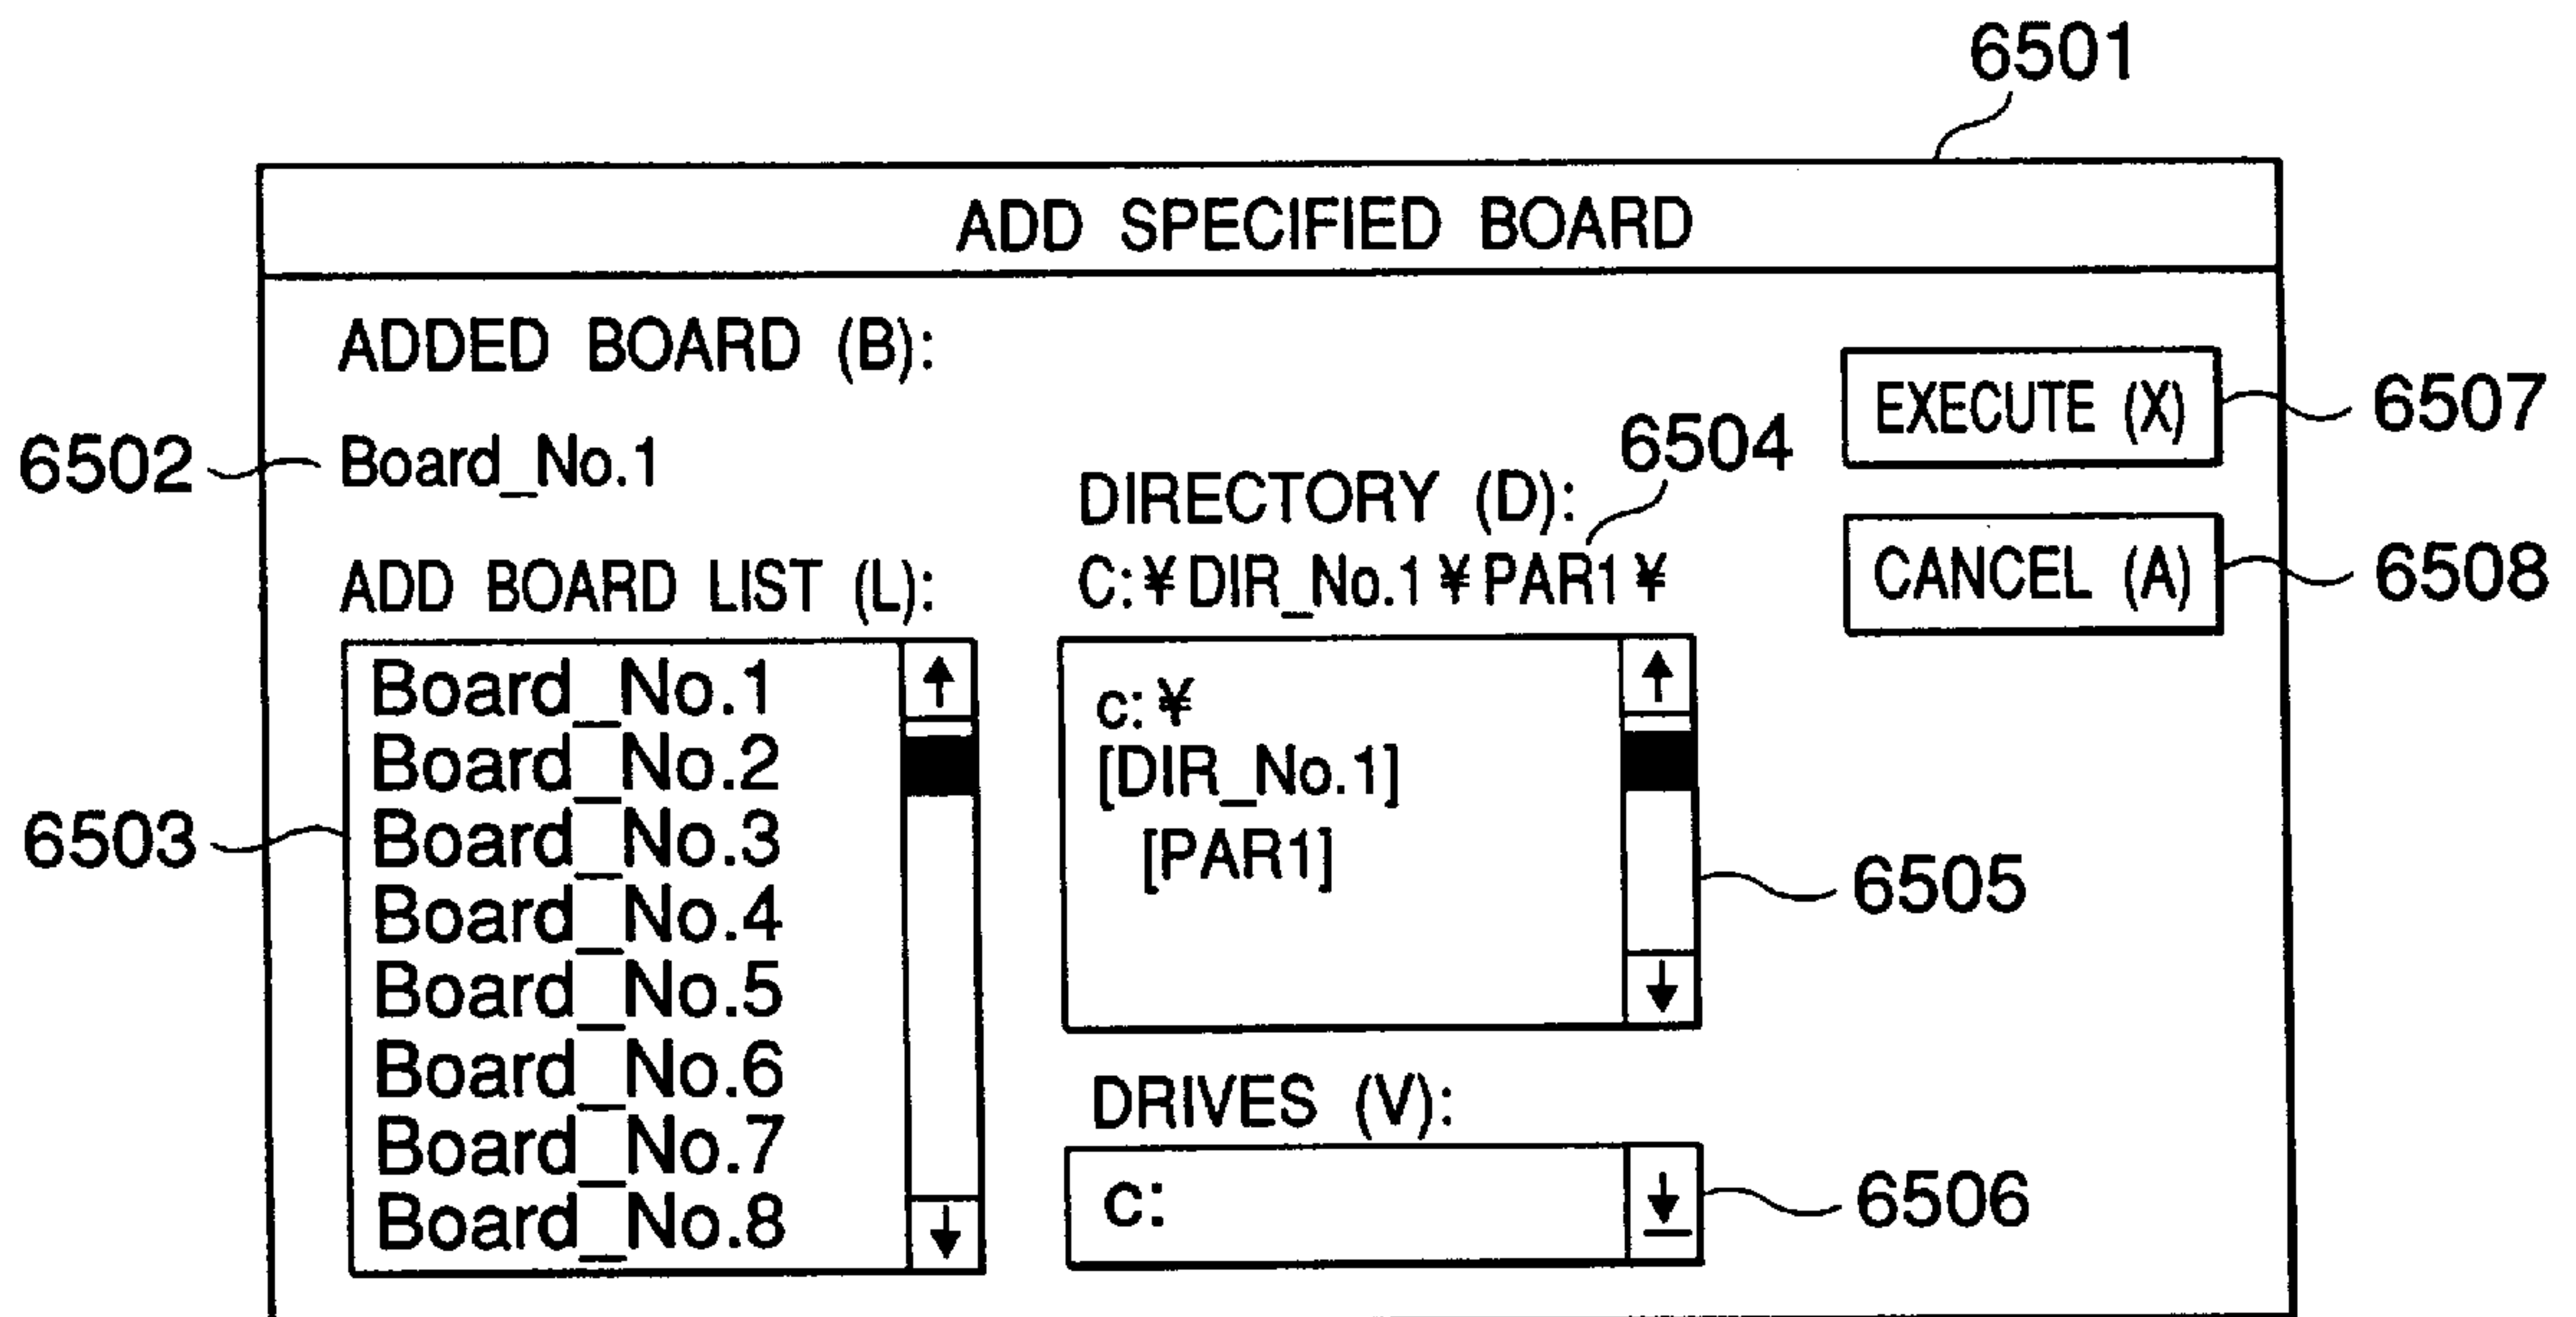 6501
ADD SPECIFIED BOARD
ADDED BOARD (B):
EXECUTE (X)
6507
6502
Board_No.1
6504
DIRECTORY (D):
C:¥DIR_No.1¥PAR1¥
CANCEL (A)
6508
ADD BOARD LIST (L):
Board_No.1
Board_No.2
Board_No.3
Board_No.4
Board_No.5
Board_No.6
Board_No.7
Board_No.8
6503
c:¥
[DIR_No.1]
[PAR1]
6505
DRIVES (V):
c:
6506